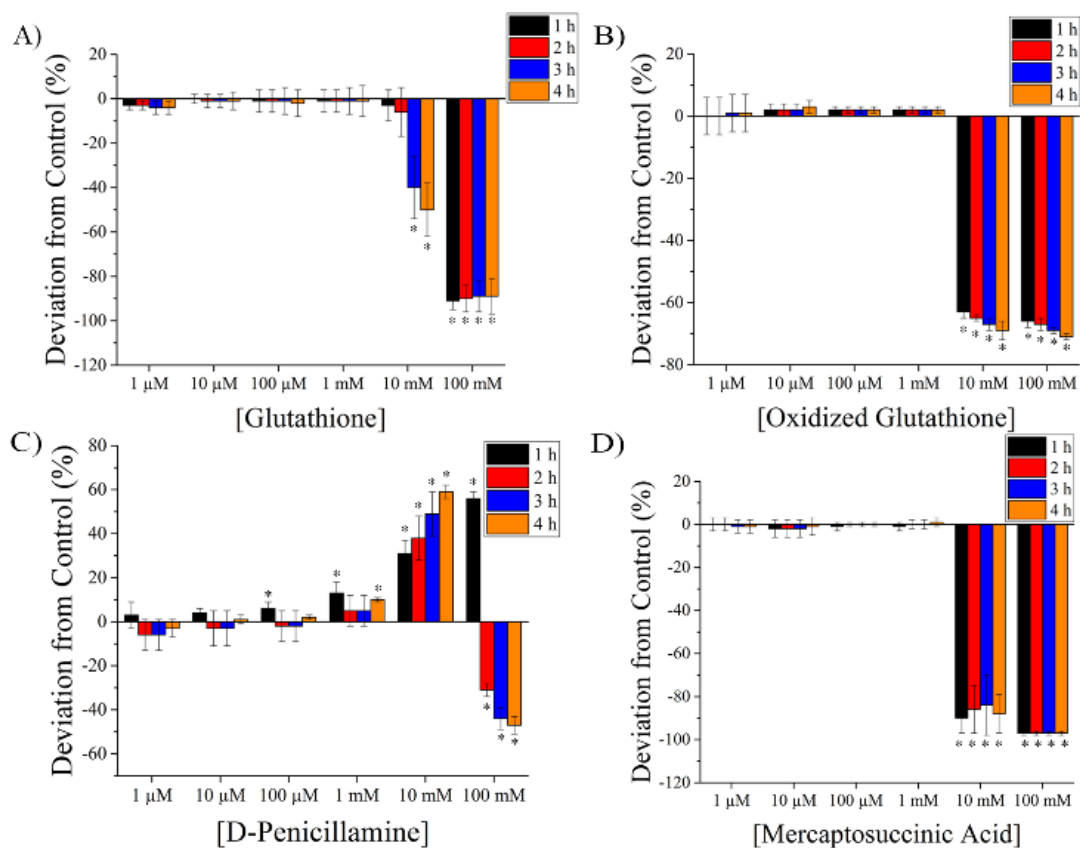 A)
1 h
2 h
3 h
4 h
20
0
-20
-40
-60
-80
-100
-120
Deviation from Control (%)
1 µM 10 µM 100 µM 1 mM 10 mM 100 mM
[Glutathione]
* * * * * *
B)
1 h
2 h
3 h
4 h
20
0
-20
-40
-60
-80
Deviation from Control (%)
1 µM 10 µM 100 µM 1 mM 10 mM 100 mM
[Oxidized Glutathione]
* * * * * * * *
C)
1 h
2 h
3 h
4 h
80
60
40
20
0
-20
-40
-60
Deviation from Control (%)
1 µM 10 µM 100 µM 1 mM 10 mM 100 mM
[D-Penicillamine]
* * * * * * * * * * *
D)
1 h
2 h
3 h
4 h
20
0
-20
-40
-60
-80
-100
-120
Deviation from Control (%)
1 µM 10 µM 100 µM 1 mM 10 mM 100 mM
[Mercaptosuccinic Acid]
* * * * * * * *